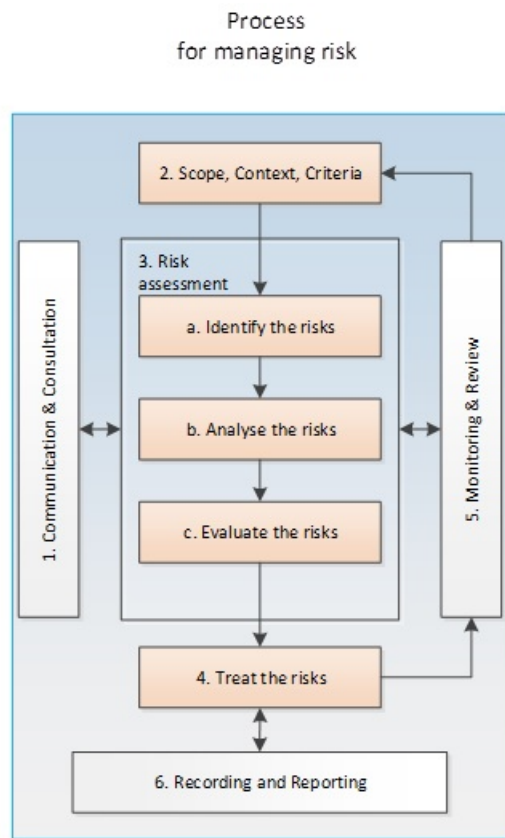 Process
for managing risk
2. Scope, Context, Criteria
3. Risk
assessment
a. Identify the risks
1. Communication & Consultation
b. Analyse the risks
5. Monitoring & Review
c. Evaluate the risks
4. Treat the risks
6. Recording and Reporting